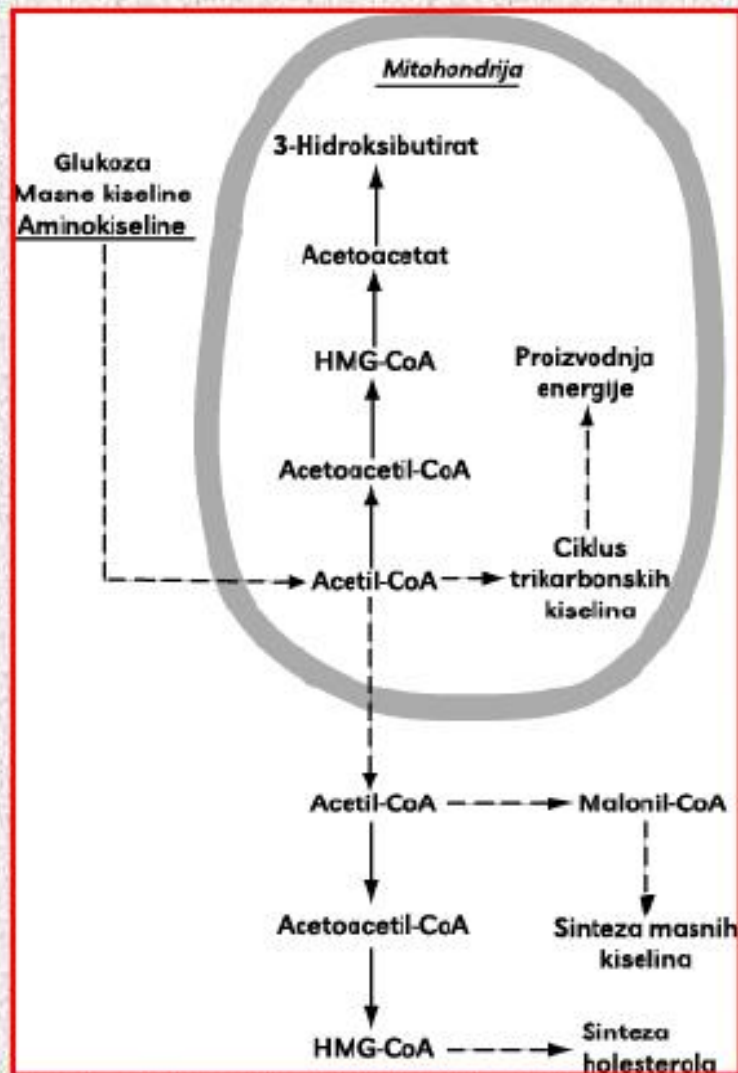 Mitohondrija
3-Hidroksibutirat
Glukoza
Masne kiseline
Aminokiseline
Acetoacetat
HMG-CoA
Proizvodnja
energije
Acetoacetil-CoA
Acetil-CoA
Ciklus
trikarbonskih
kiselina
Acetil-CoA
Malonil-CoA
Acetoacetil-CoA
Sinteza masnih
kiselina
HMG-CoA
Sinteza
holesterola